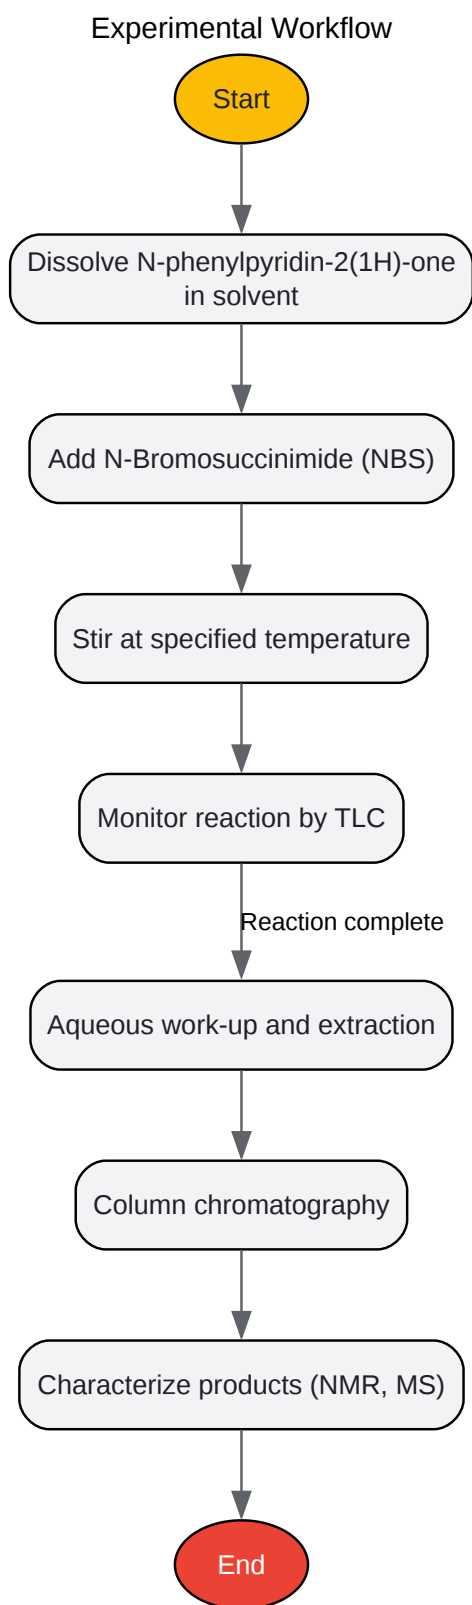 Experimental Workflow
Start
Dissolve N-phenylpyridin-2(1H)-one
in solvent
Add N-Bromosuccinimide (NBS)
Stir at specified temperature
Monitor reaction by TLC
Reaction complete
Aqueous work-up and extraction
Column chromatography
Characterize products (NMR, MS)
End